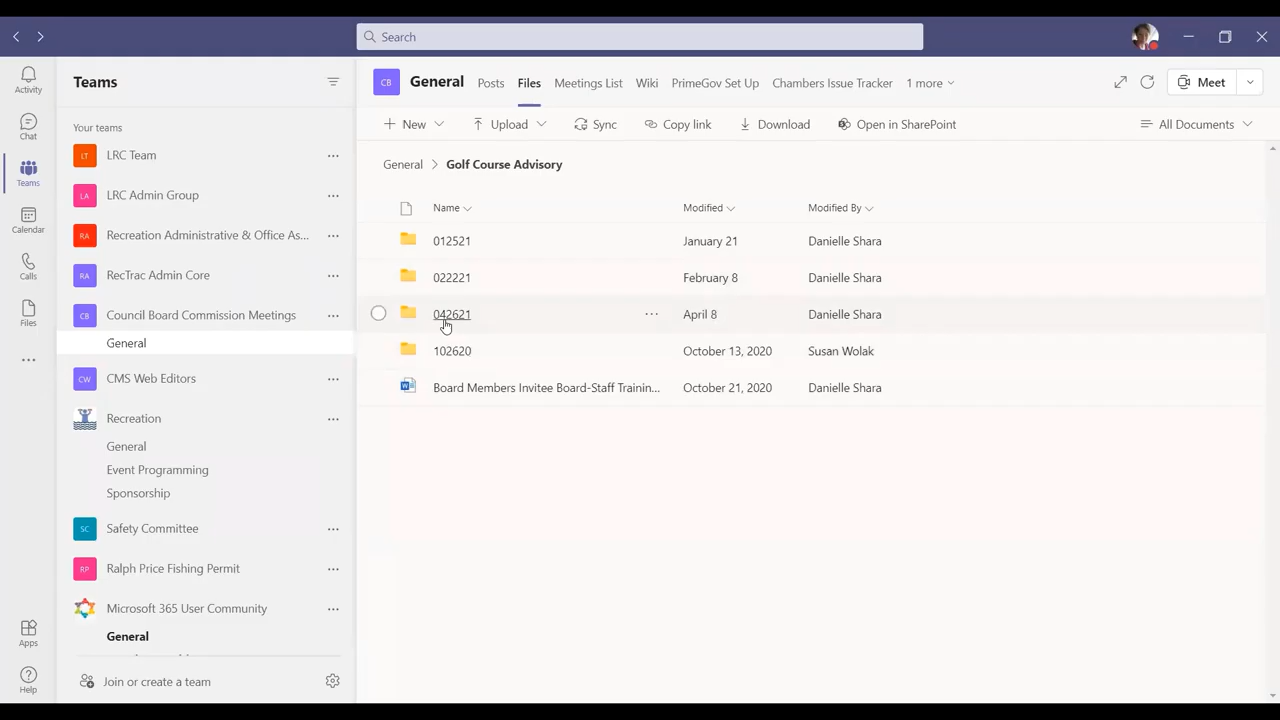 Search
Activity
Chat
Teams
Calendar
Calls
Files
Apps
Help
Teams
Your teams
LT LRC Team
LA LRC Admin Group
RA Recreation Administrative & Office As...
RA RecTrac Admin Core
CB Council Board Commission Meetings
General
CW CMS Web Editors
Recreation
General
Event Programming
Sponsorship
SC Safety Committee
RP Ralph Price Fishing Permit
Microsoft 365 User Community
General
Join or create a team
CB General Posts Files Meetings List Wiki PrimeGov Set Up Chambers Issue Tracker 1 more Meet
New Upload Sync Copy link Download Open in SharePoint All Documents
General > Golf Course Advisory
Name Modified Modified By
012521 January 21 Danielle Shara
022221 February 8 Danielle Shara
042621 April 8 Danielle Shara
102620 October 13, 2020 Susan Wolak
Board Members Invitee Board-Staff Trainin... October 21, 2020 Danielle Shara